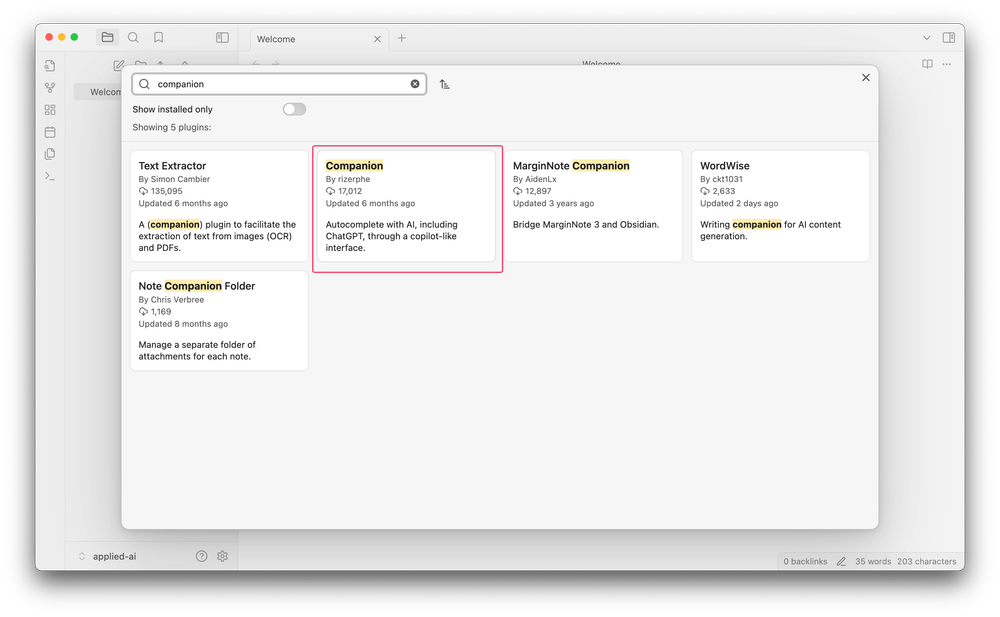 Welcome
Welcome
Welcom
companion
Show installed only
Showing 5 plugins:
Text Extractor
By Simon Cambier
135,095
Updated 6 months ago
A (companion) plugin to facilitate the
extraction of text from images (OCR)
and PDFs.
Companion
By rizerphe
17,012
Updated 6 months ago
Autocomplete with AI, including
ChatGPT, through a copilot-like
interface.
MarginNote Companion
By AidenLx
12,897
Updated 3 years ago
Bridge MarginNote 3 and Obsidian.
WordWise
By ckt1031
2,633
Updated 2 days ago
Writing companion for AI content
generation.
Note Companion Folder
By Chris Verbree
1,169
Updated 8 months ago
Manage a separate folder of
attachments for each note.
applied-ai
0 backlinks 35 words 203 characters